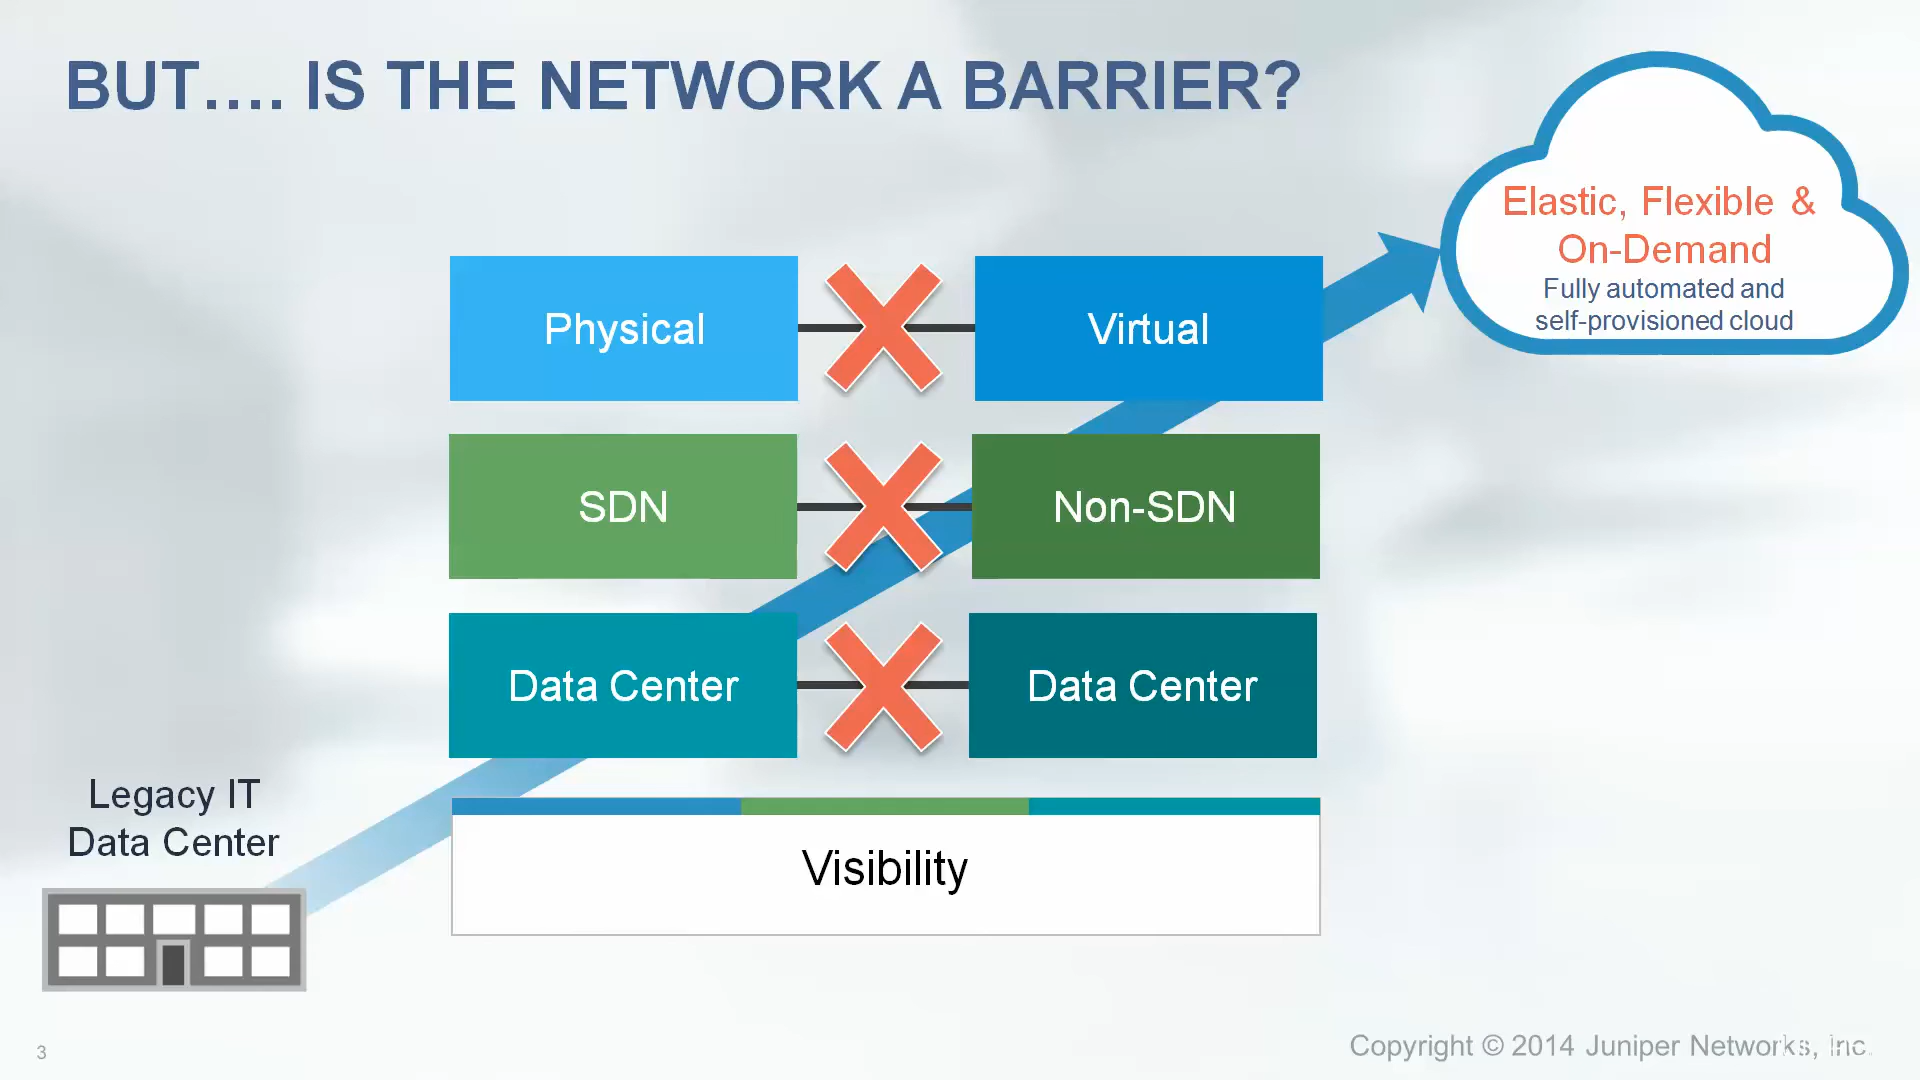 BUT.... IS THE NETWORK A BARRIER?
Elastic, Flexible &
On-Demand
Fully automated and
self-provisioned cloud
Physical
Virtual
SDN
Non-SDN
Data Center
Data Center
Legacy IT
Data Center
Visibility
3
Copyright © 2014 Juniper Networks, Inc.